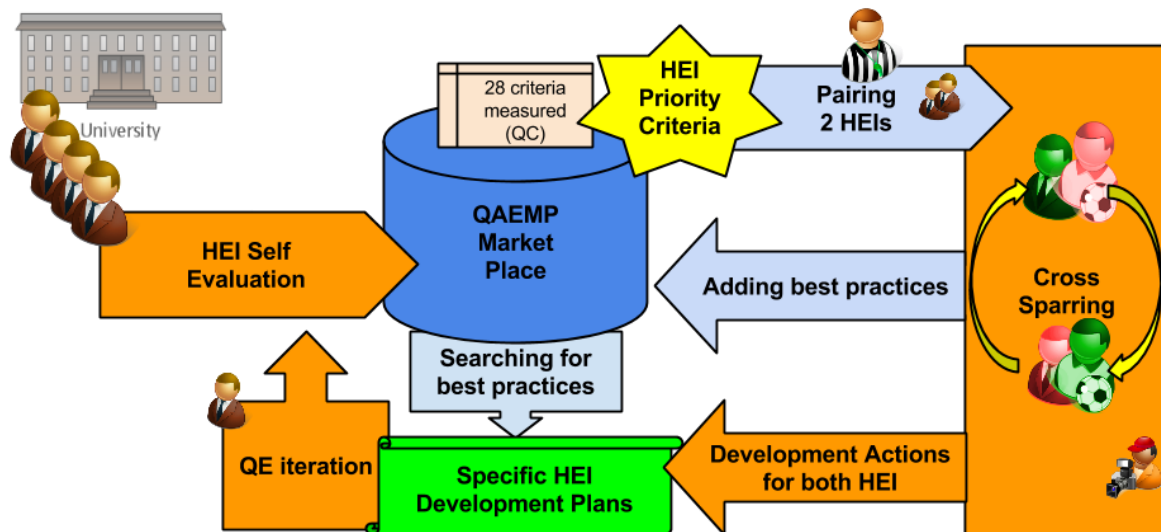 University
28 criteria
measured
(QC)
HEI
Priority
Criteria
Pairing
2 HEIs
HEI Self
Evaluation
QAEMP
Market
Place
Adding best practices
Cross
Sparring
Searching for
best practices
QE iteration
Specific HEI
Development Plans
Development Actions
for both HEI